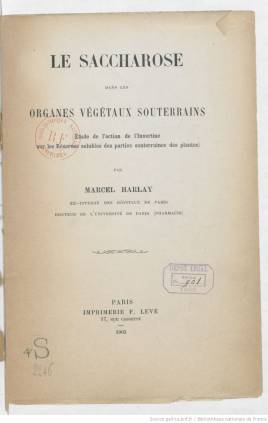 LE SACCHAROSE
DANS LES
ORGANES VÉGÉTAUX SOUTERRAINS
Étude de l'action de l'Invertine
sur les Réserves solubles des parties souterraines des plantes
PAR
MARCEL HARLAY
EX-INTERNE DES HÔPITAUX DE PARIS
DOCTEUR DE L'UNIVERSITÉ DE PARIS (PHARMACIE)
DÉPÔT LÉGAL
PARIS
IMPRIMERIE F. LEVÉ
17, RUE CASSETTE
S
Source gallica.bnf.fr / Bibliothèque nationale de France